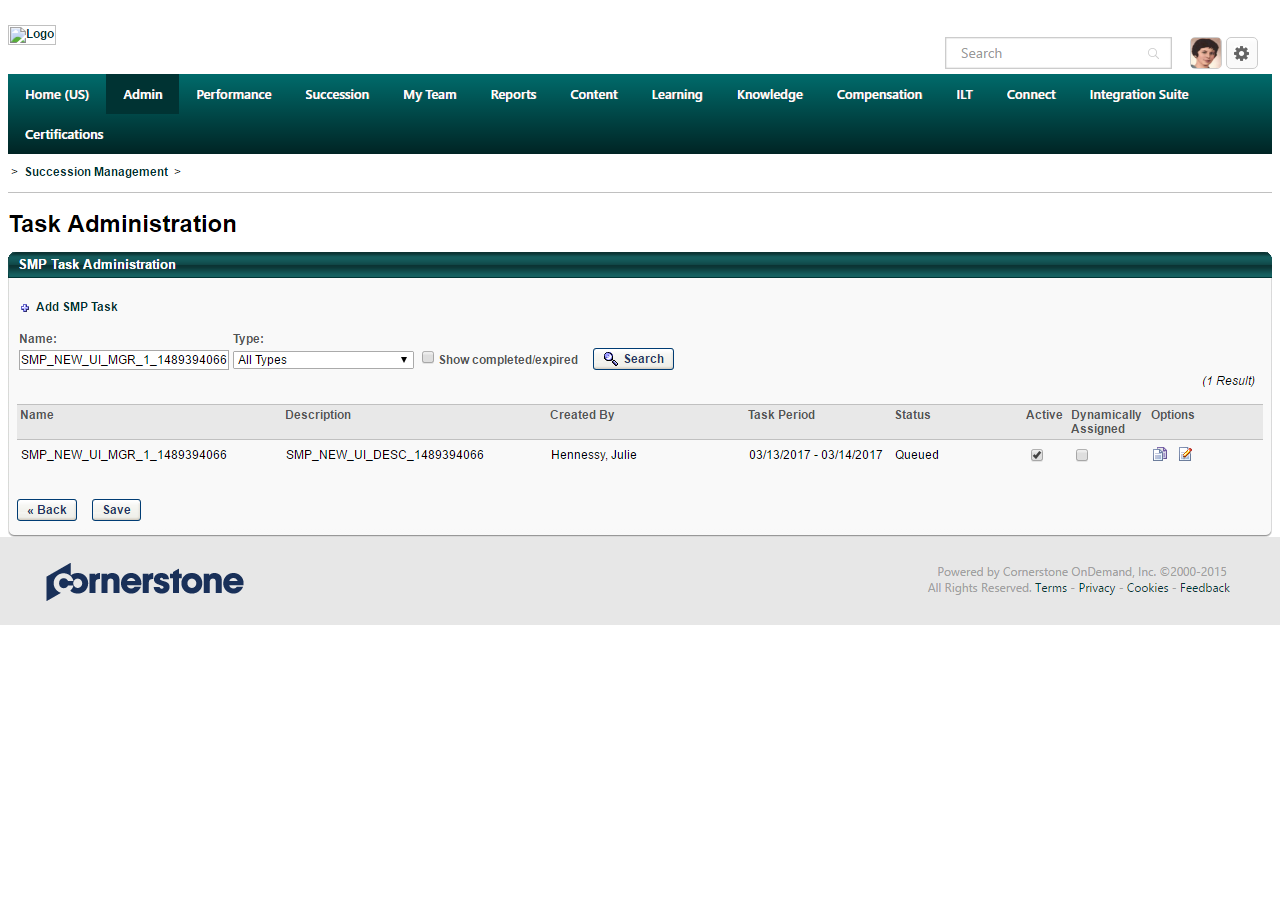 Logo
Search
Home (US) Admin Performance Succession My Team Reports Content Learning Knowledge Compensation ILT Connect Integration Suite
Certifications
> Succession Management >
Task Administration
SMP Task Administration
Add SMP Task
Name: Type:
SMP_NEW_UI_MGR_1_1489394066 All Types Show completed/expired Search
(1 Result)
Name Description Created By Task Period Status Active Dynamically Assigned Options
SMP_NEW_UI_MGR_1_1489394066 SMP_NEW_UI_DESC_1489394066 Hennessy, Julie 03/13/2017 - 03/14/2017 Queued
« Back Save
cornerstone
Powered by Cornerstone OnDemand, Inc. ©2000-2015
All Rights Reserved. Terms - Privacy - Cookies - Feedback